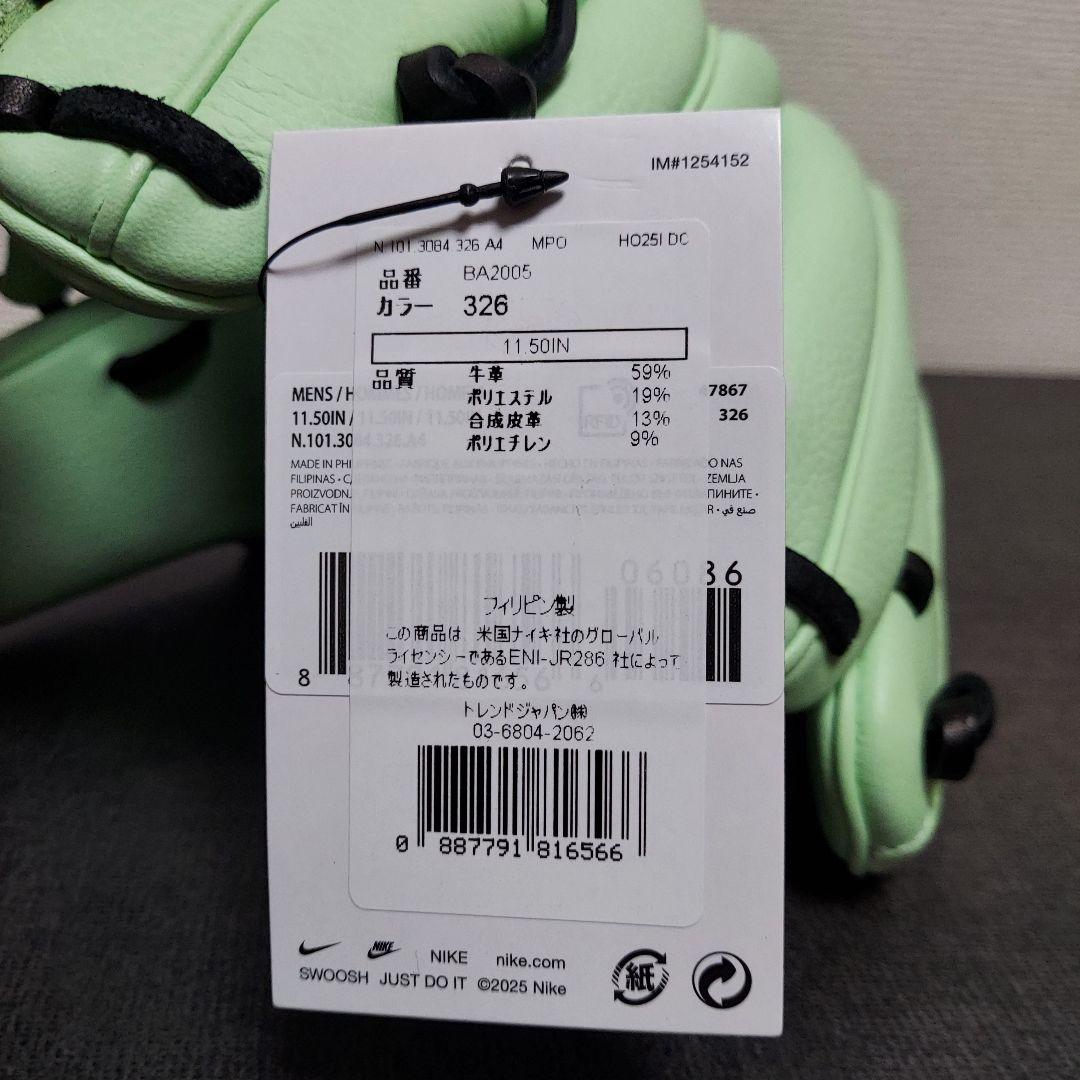 IM#1254152
N.101.3084 326 A4 MPO HO25I DC
品番 BA2005
カラー 326
11.50IN
品質 牛革 59%
ポリエステル 19%
合成皮革 13%
ポリエチレン 9%
MENS / 7867
11.50IN / 326
N.101.30
MADE IN
FILIPINAS
ZEMLJA
FABRICAT ÎN
صنع في
الفلبين
フィリピン製
この商品は、米国ナイキ社のグローバル
ライセンシーであるENI-JR286 社によって
製造されたものです。
トレンドジャパン㈱
03-6804-2062
8
0 887791 816566
NIKE
NIKE nike.com
SWOOSH JUST DO IT ©2025 Nike
紙